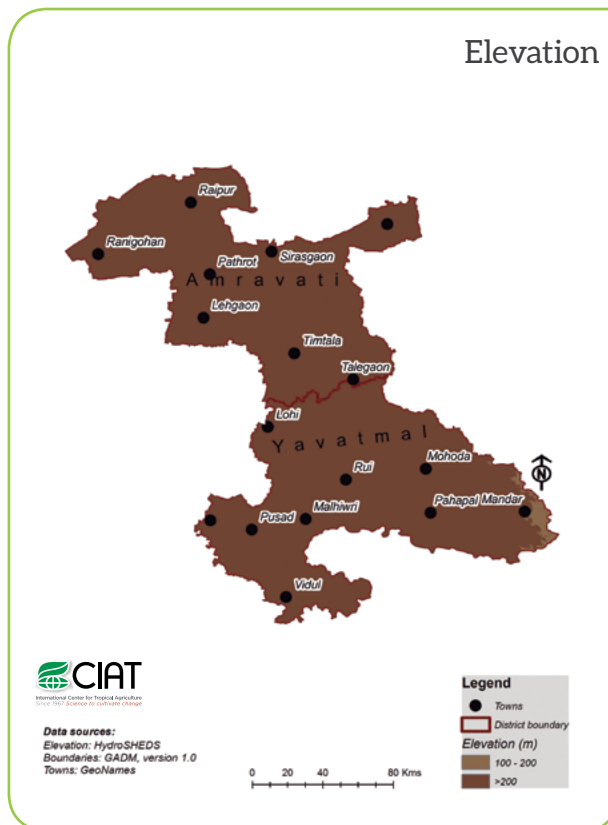 Elevation
Raipur
Ranigohan
Sirasgaon
Pathrot
Amravati
Lehgaon
Timtala
Talegaon
Lohi
Yavatmal
Mohoda
Rui
N
Pahapal Mandar
Malhiwri
Pusad
Vidul
CIAT
International Center for Tropical Agriculture
Since 1967 Science to cultivate change
Data sources:
Elevation: HydroSHEDS
Boundaries: GADM, version 1.0
Towns: GeoNames
0 20 40 80 Kms
Legend
Towns
District boundary
Elevation (m)
100 - 200
>200